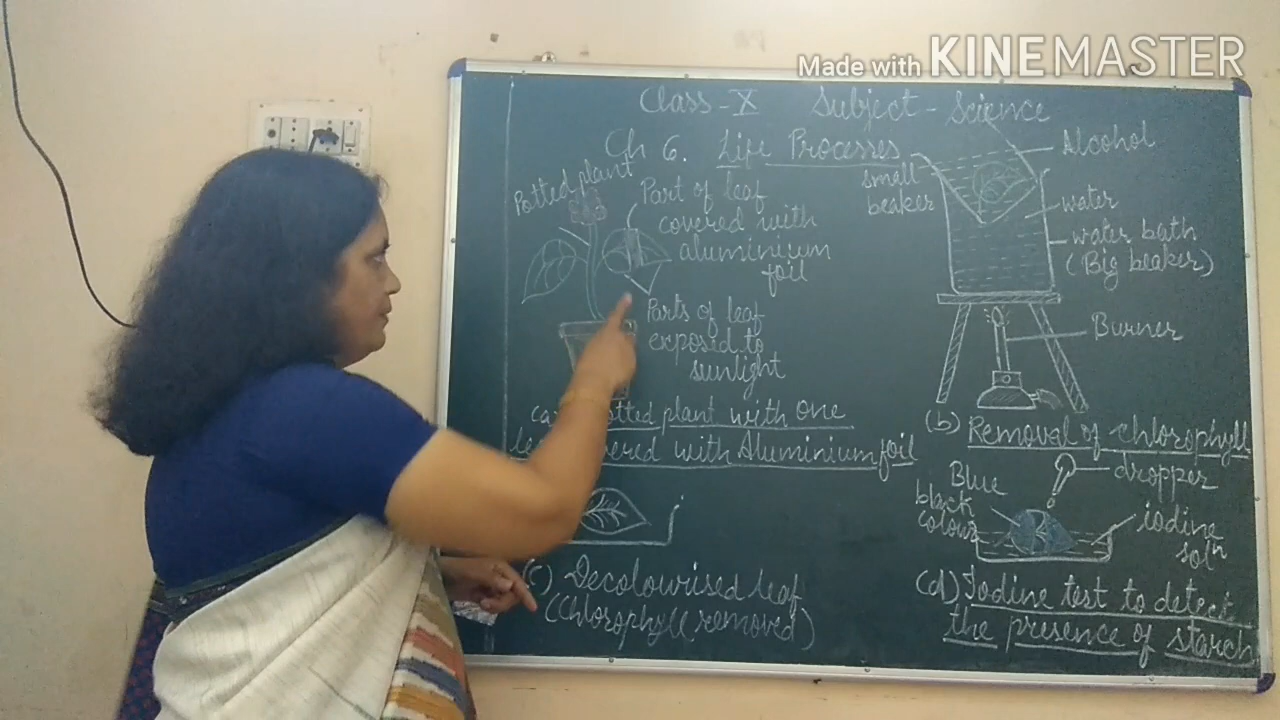 Made with KINEMASTER
Class-X Subject-Science
Ch 6. Life Processes
Potted plant
Part of leaf
covered with
aluminium
foil
Parts of leaf
exposed to
sunlight
potted plant with one
covered with Aluminium foil
small
beaker
Alcohol
water
water bath
(Big beaker)
Burner
(b) Removal of chlorophyll
(c) Decolourised leaf
(Chlorophyll removed)
dropper
Blue
black
colour
iodine
solⁿ
(d) Iodine test to detect
the presence of starch